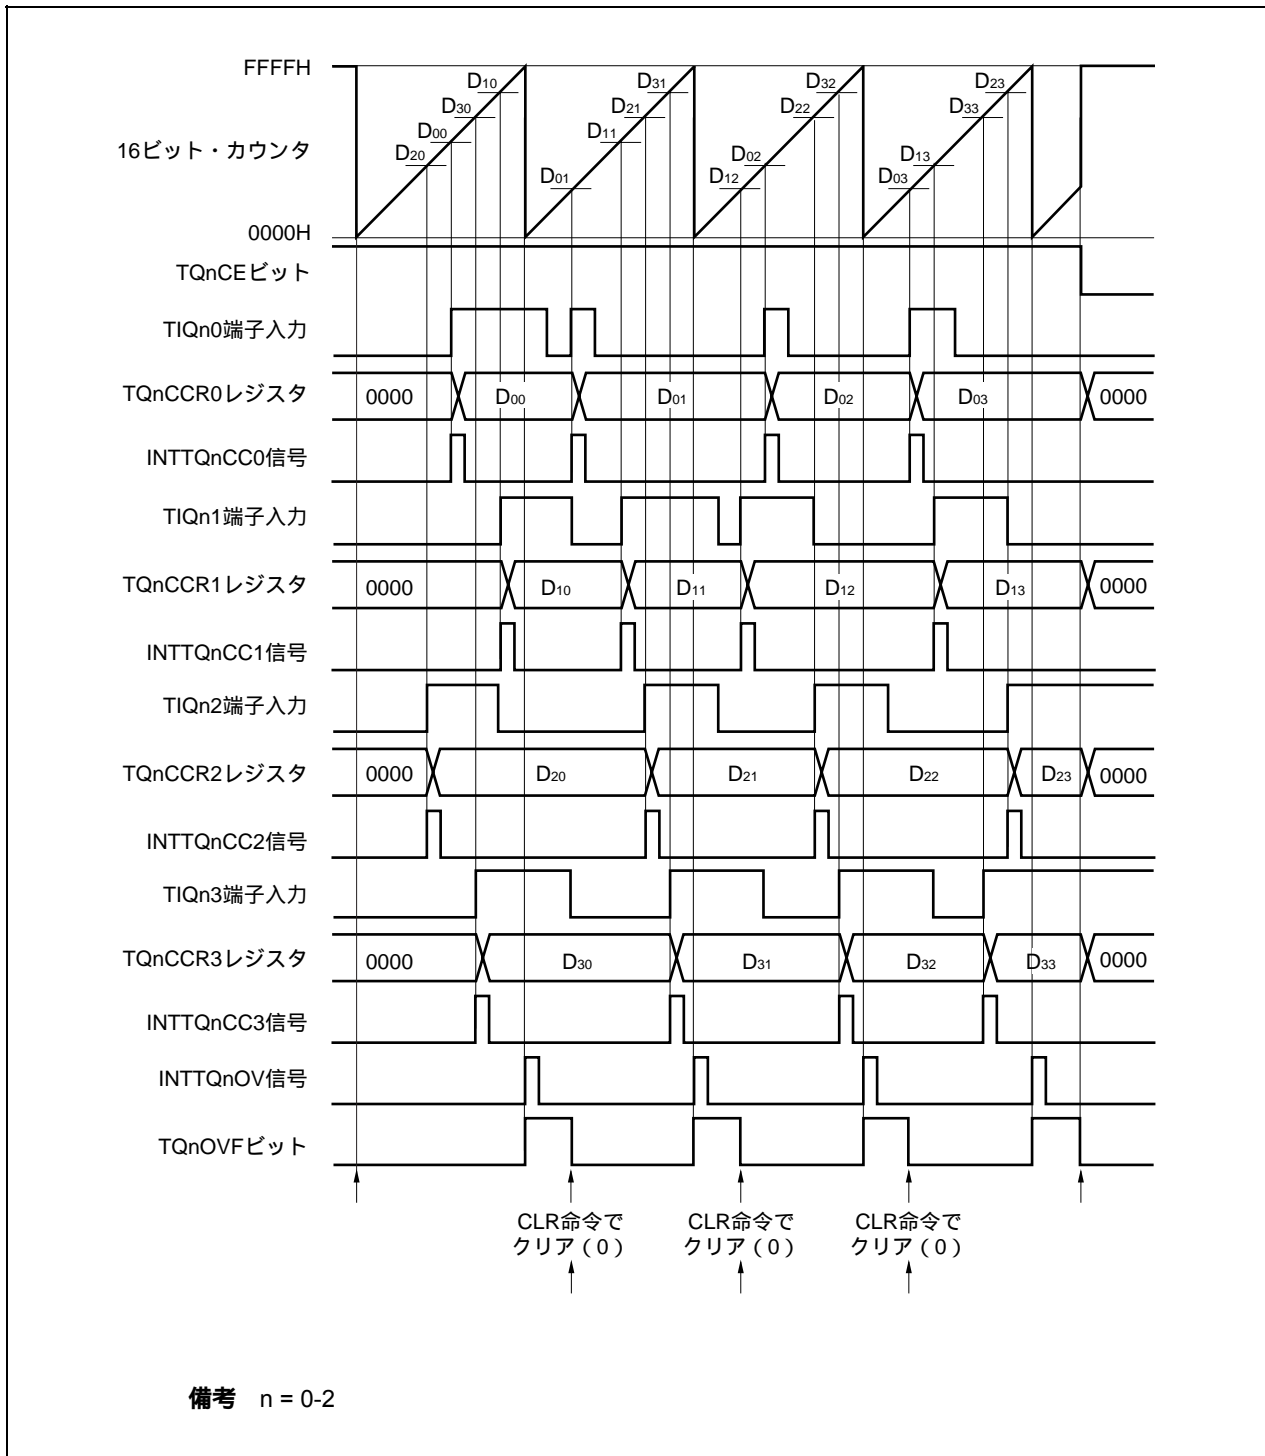 FFFFH
D10 D31 D32 D23
D30 D21 D22 D33
16ビット・カウンタ
D00 D11
D20 D02 D13
D01 D12 D03
0000H
TQnCEビット
TIQn0端子入力
TQnCCR0レジスタ 0000 D00 D01 D02 D03 0000
INTTQnCC0信号
TIQn1端子入力
TQnCCR1レジスタ 0000 D10 D11 D12 D13 0000
INTTQnCC1信号
TIQn2端子入力
TQnCCR2レジスタ 0000 D20 D21 D22 D23 0000
INTTQnCC2信号
TIQn3端子入力
TQnCCR3レジスタ 0000 D30 D31 D32 D33 0000
INTTQnCC3信号
INTTQnOV信号
TQnOVFビット
CLR命令で CLR命令で CLR命令で
クリア（0） クリア（0） クリア（0）
備考 n = 0-2